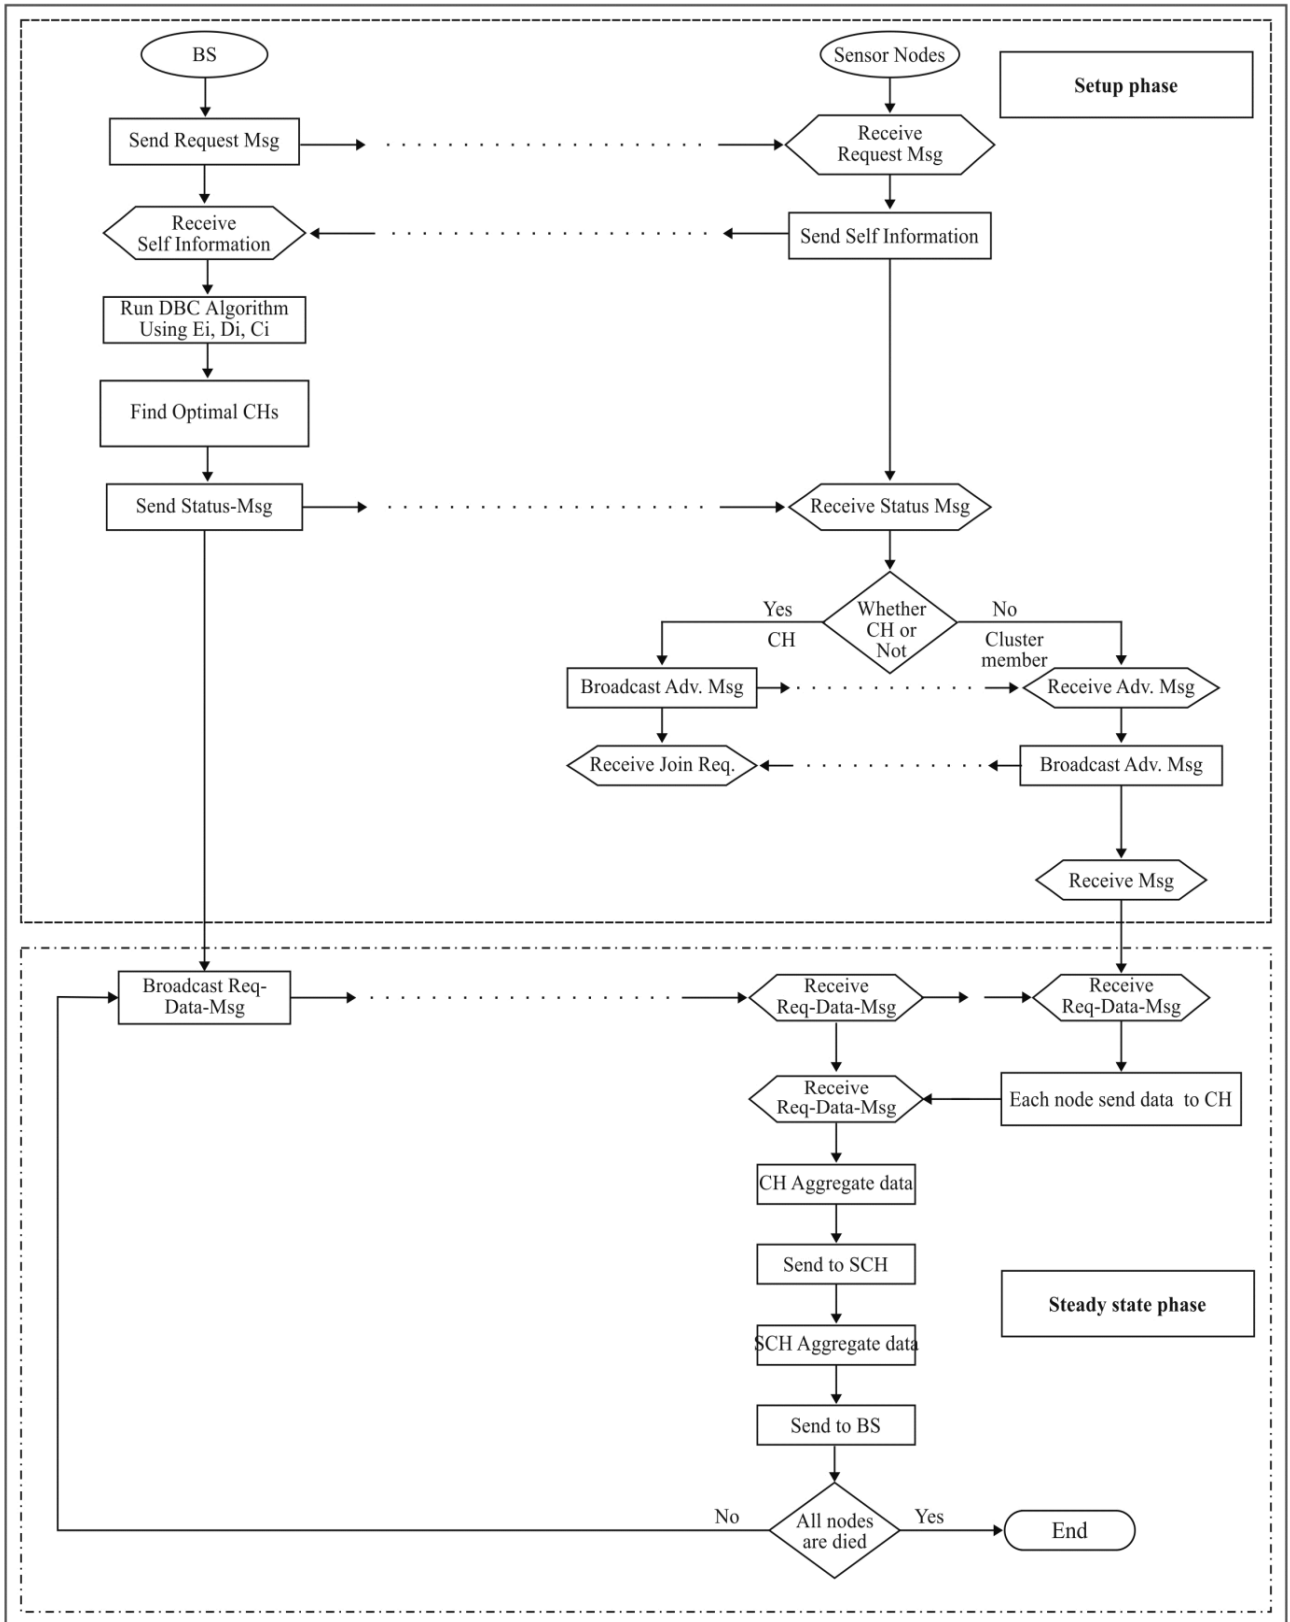 BS
Sensor Nodes
Setup phase
Send Request Msg
Receive
Request Msg
Receive
Self Information
Send Self Information
Run DBC Algorithm
Using Ei, Di, Ci
Find Optimal CHs
Send Status-Msg
Receive Status Msg
Whether
CH or
Not
Yes
CH
No
Cluster
member
Broadcast Adv. Msg
Receive Adv. Msg
Receive Join Req.
Broadcast Adv. Msg
Receive Msg
Broadcast Req-
Data-Msg
Receive
Req-Data-Msg
Receive
Req-Data-Msg
Receive
Req-Data-Msg
Each node send data to CH
CH Aggregate data
Send to SCH
Steady state phase
SCH Aggregate data
Send to BS
No
All nodes
are died
Yes
End